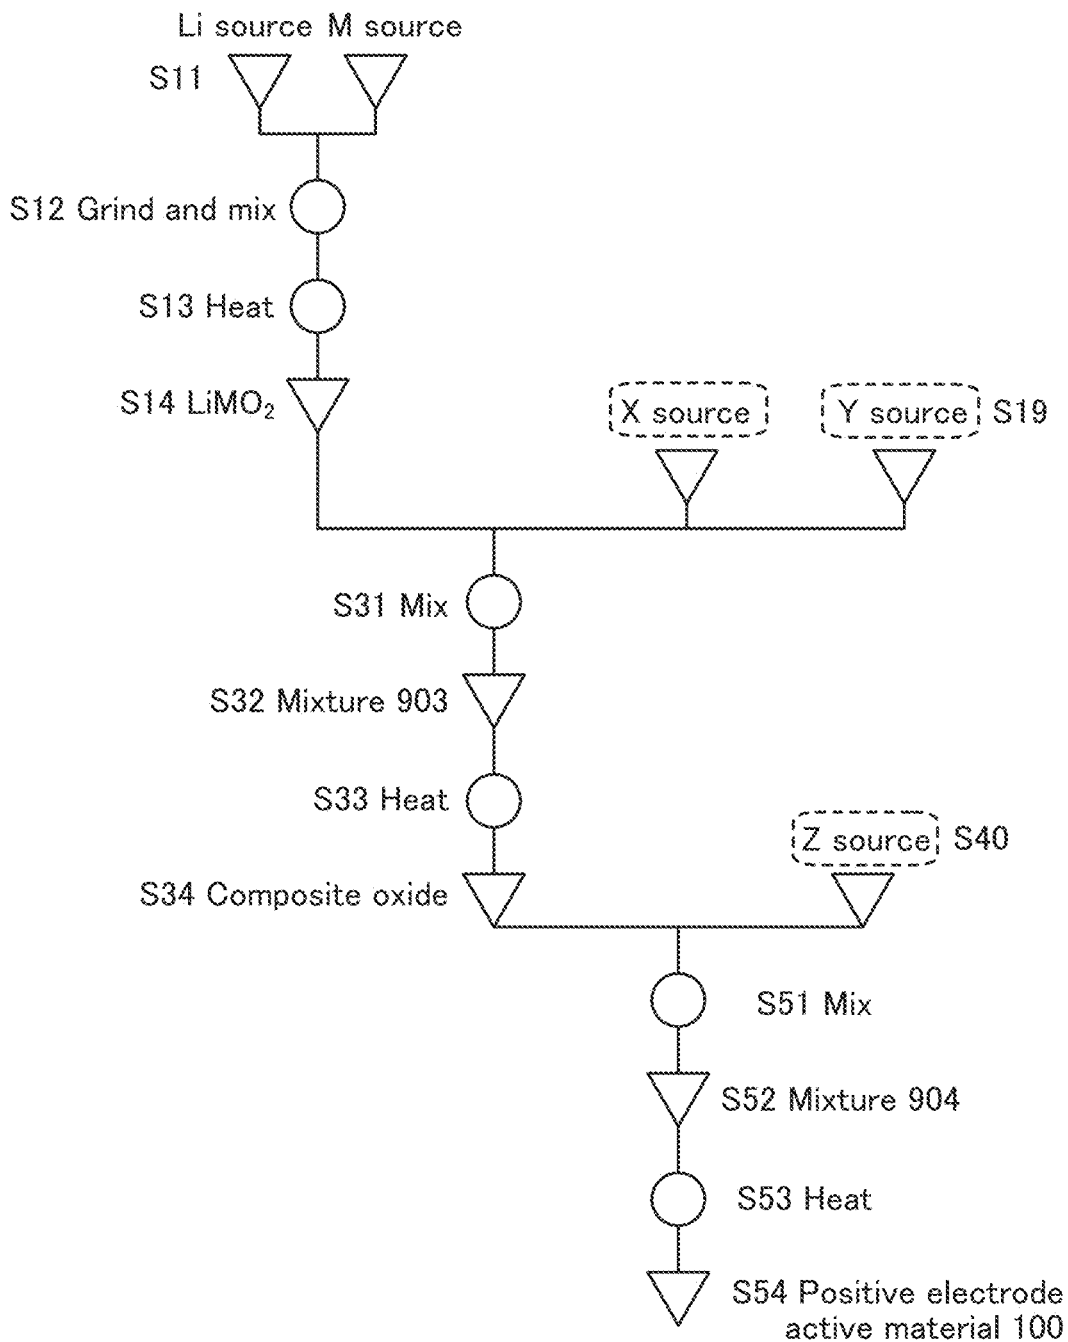 Li source M source
S11
S12 Grind and mix
S13 Heat
S14 LiMO₂
X source
Y source S19
S31 Mix
S32 Mixture 903
S33 Heat
Z source S40
S34 Composite oxide
S51 Mix
S52 Mixture 904
S53 Heat
S54 Positive electrode
active material 100